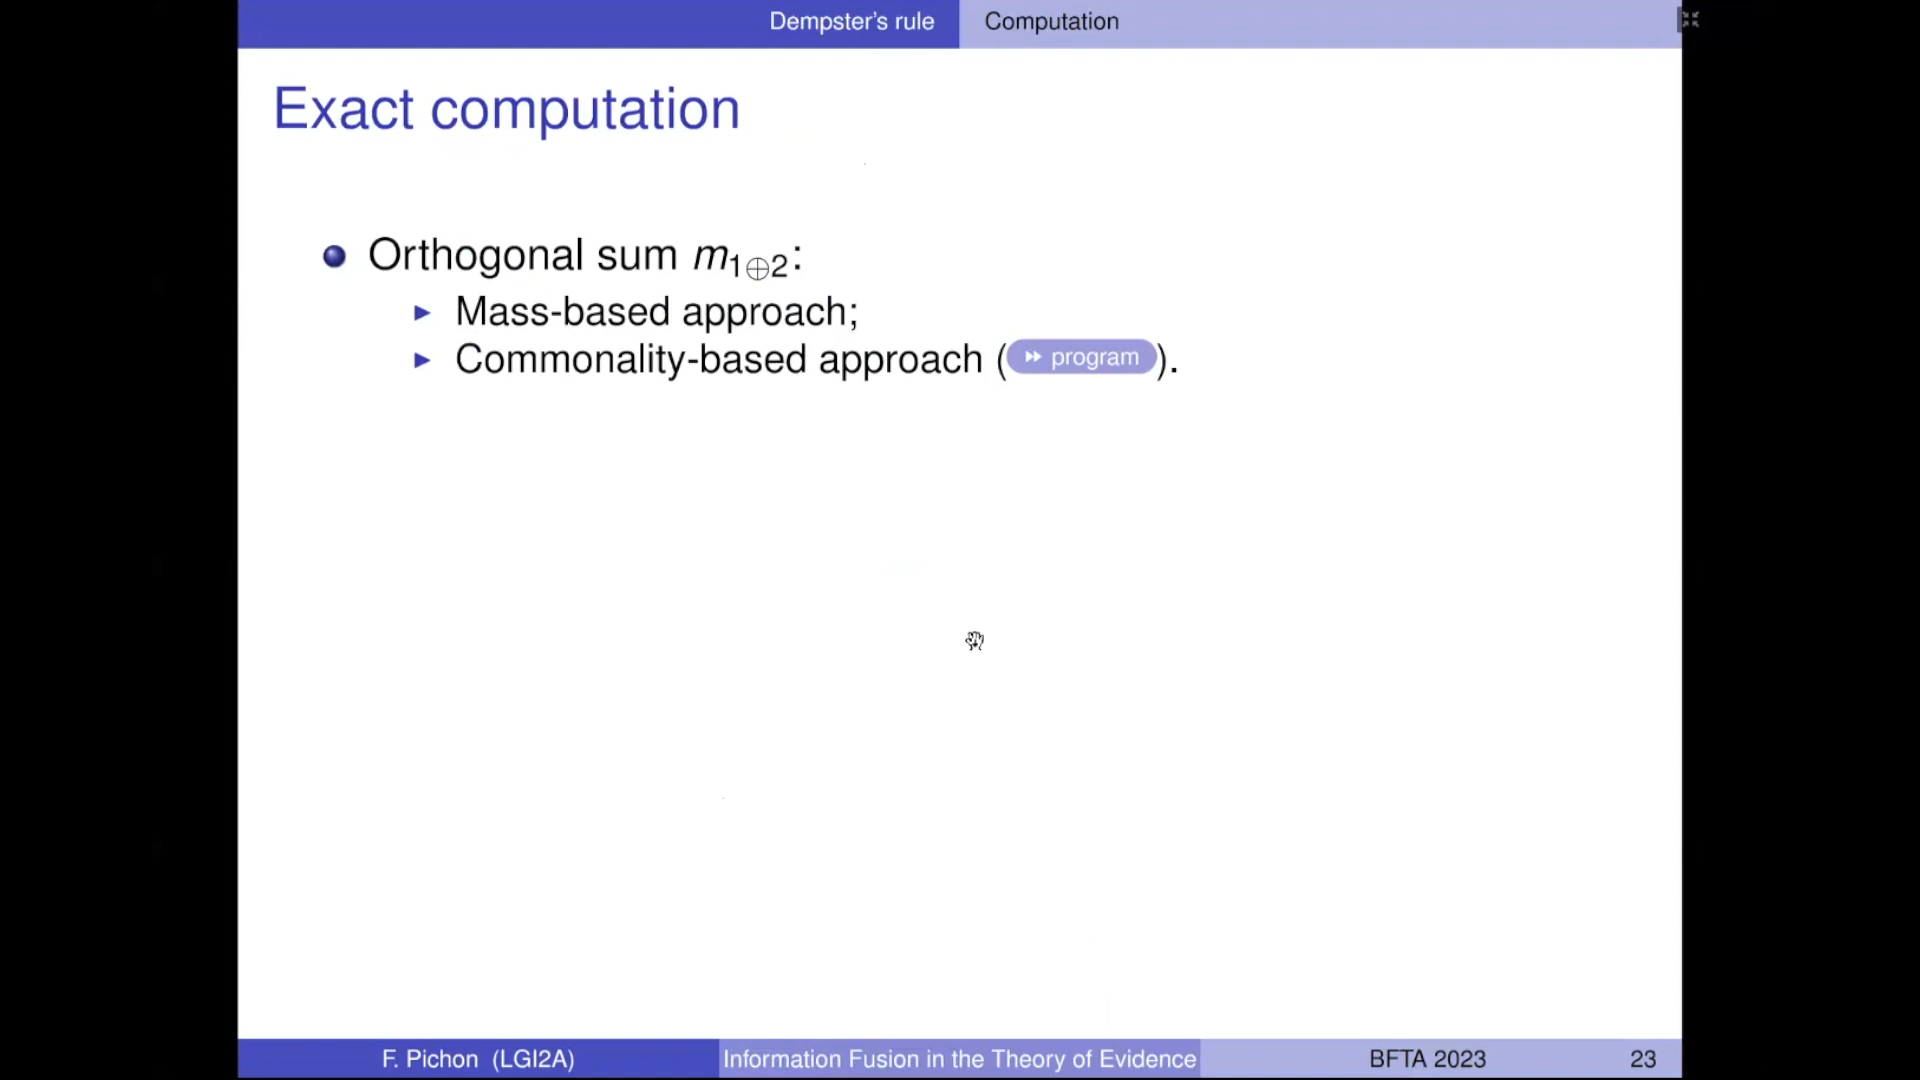 Dempster's rule Computation
Exact computation
Orthogonal sum m1⊕2:
Mass-based approach;
Commonality-based approach (program).
F. Pichon (LGI2A) Information Fusion in the Theory of Evidence BFTA 2023 23